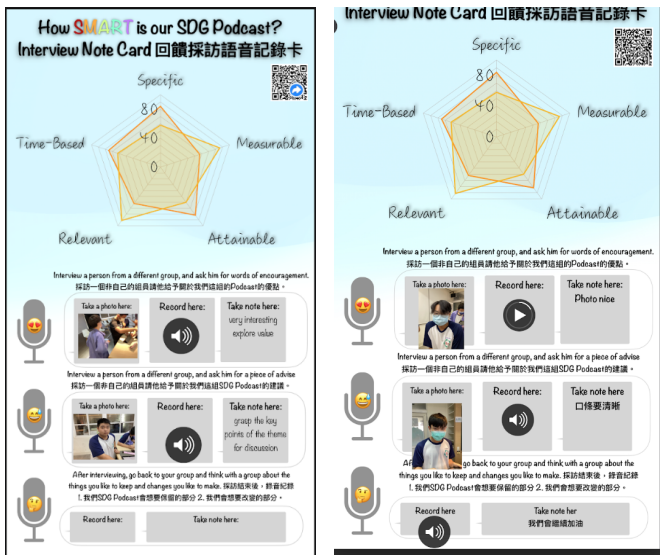 How SMART is our SDG Podcast?
Interview Note Card 回饋採訪語音記錄卡
Specific
80
40
0
Time-Based
Measurable
Relevant
Attainable
Interview a person from a different group, and ask him for words of encouragement.
採訪一個非自己的組員請他給予關於我們這組的Podcast的優點。
Take a photo here:
Record here:
Take note here:
very interesting
explore value
Interview a person from a different group, and ask him for a piece of advise
採訪一個非自己的組員請他給予關於我們這組SDG Podcast的建議。
Take a photo here:
Record here:
Take note here:
grasp the key
points of the theme
for discussion
After interviewing, go back to your group and think with a group about the
things you like to keep and changes you like to make. 採訪結束後，錄音紀錄
1. 我們SDG Podcast會想要保留的部分 2. 我們會想要改變的部分。
Record here:
Take note here:
Interview Note Card 回饋採訪語音記錄卡
Specific
80
40
0
Time-Based
Measurable
Relevant
Attainable
Interview a person from a different group, and ask him for words of encouragement.
採訪一個非自己的組員請他給予關於我們這組的Podcast的優點。
Take a photo here:
Record here:
Take note here:
Photo nice
Interview a person from a different group, and ask him for a piece of advise
採訪一個非自己的組員請他給予關於我們這組SDG Podcast的建議。
Take a photo here:
Record here:
Take note here
口條要清晰
go back to your group and think with a group about the
things you like to keep and changes you like to make. 採訪結束後，錄音紀錄
1. 我們SDG Podcast會想要保留的部分 2. 我們會想要改變的部分。
Record here
Take note her
我們會繼續加油